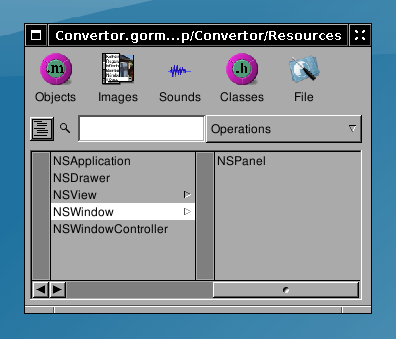 Convertor.gorm...p/Convertor/Resources
.m
.h
Objects
Images
Sounds
Classes
File
Operations
NSApplication
NSDrawer
NSView
NSWindow
NSWindowController
NSPanel